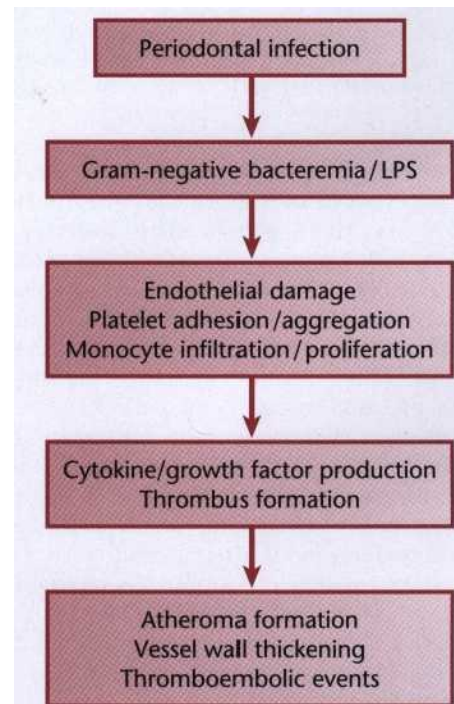 Periodontal infection
Gram-negative bacteremia/LPS
Endothelial damage
Platelet adhesion/aggregation
Monocyte infiltration/proliferation
Cytokine/growth factor production
Thrombus formation
Atheroma formation
Vessel wall thickening
Thromboembolic events